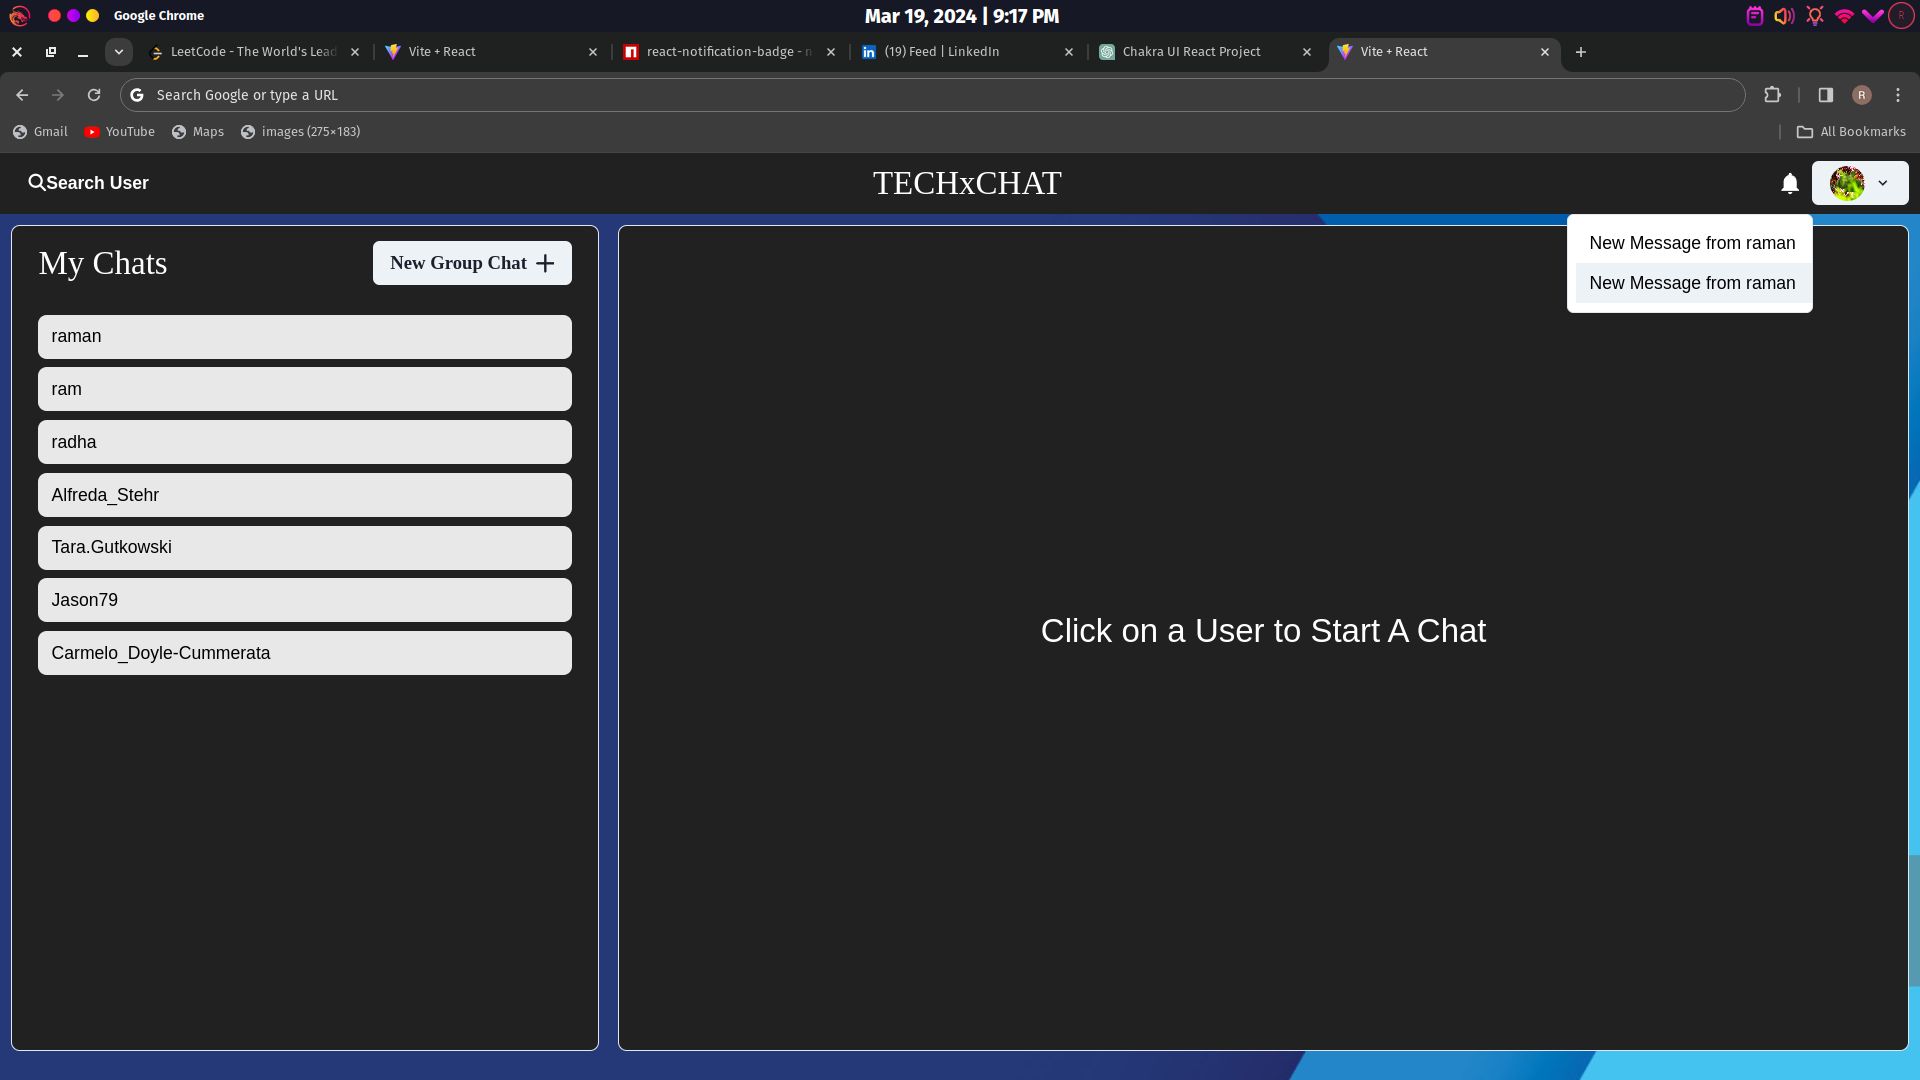 Google Chrome
Mar 19, 2024 | 9:17 PM
R
LeetCode - The World's Lead
Vite + React
react-notification-badge - n
(19) Feed | LinkedIn
Chakra UI React Project
Vite + React
Search Google or type a URL
R
Gmail
YouTube
Maps
images (275×183)
All Bookmarks
Search User
TECHxCHAT
My Chats
New Group Chat
New Message from raman
New Message from raman
raman
ram
radha
Alfreda_Stehr
Tara.Gutkowski
Jason79
Carmelo_Doyle-Cummerata
Click on a User to Start A Chat